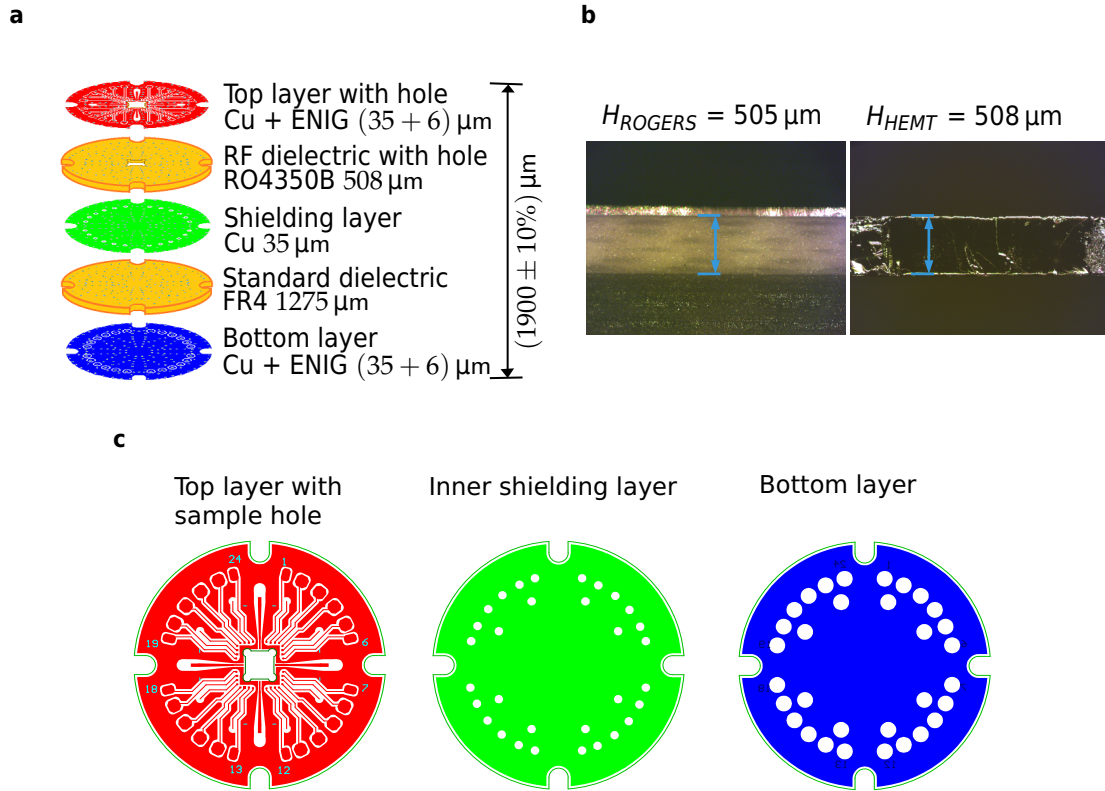 a
Top layer with hole
Cu + ENIG (35 + 6) μm
RF dielectric with hole
RO4350B 508 μm
Shielding layer
Cu 35 μm
Standard dielectric
FR4 1275 μm
Bottom layer
Cu + ENIG (35 + 6) μm
(1900 ± 10%) μm
b
H_ROGERS = 505 μm
H_HEMT = 508 μm
c
Top layer with
sample hole
24
1
19
6
18
7
13
12
Inner shielding layer
Bottom layer